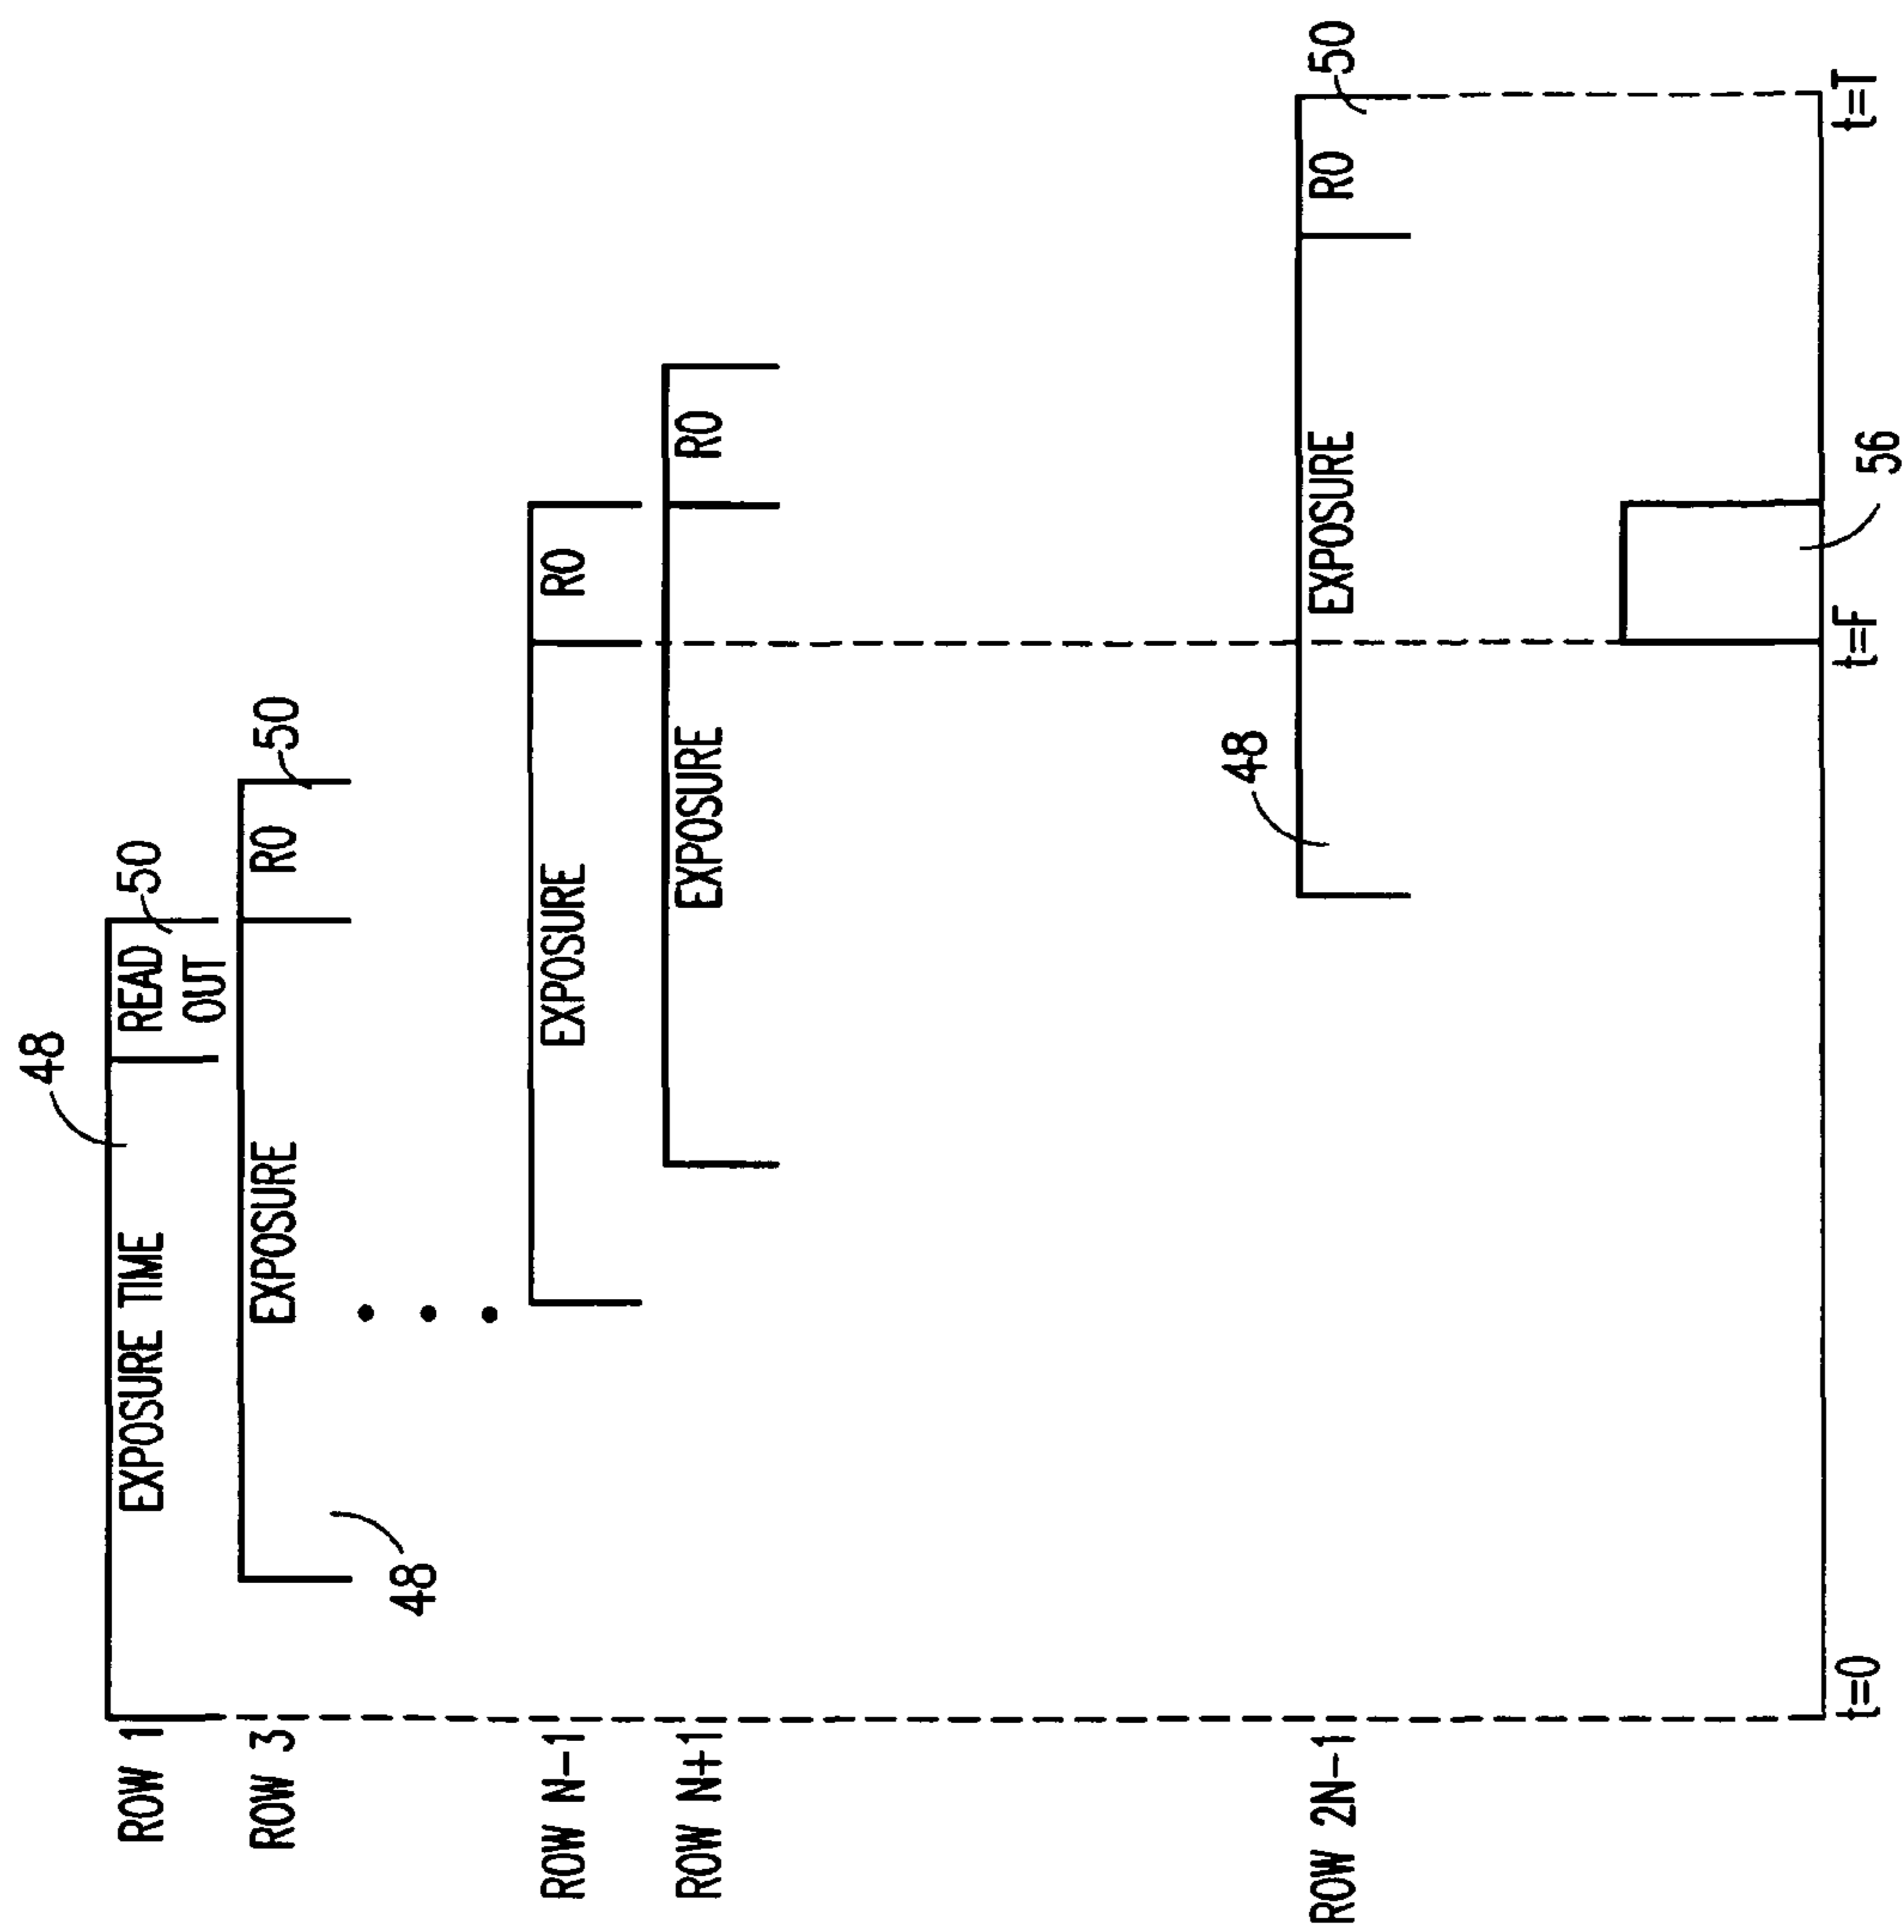 48
ROW 1
EXPOSURE TIME
READ
OUT
50
ROW 3
EXPOSURE
RO
50
48
ROW N-1
EXPOSURE
RO
ROW N+1
EXPOSURE
RO
48
ROW 2N-1
EXPOSURE
RO
50
t=0
t=F
t=T
56